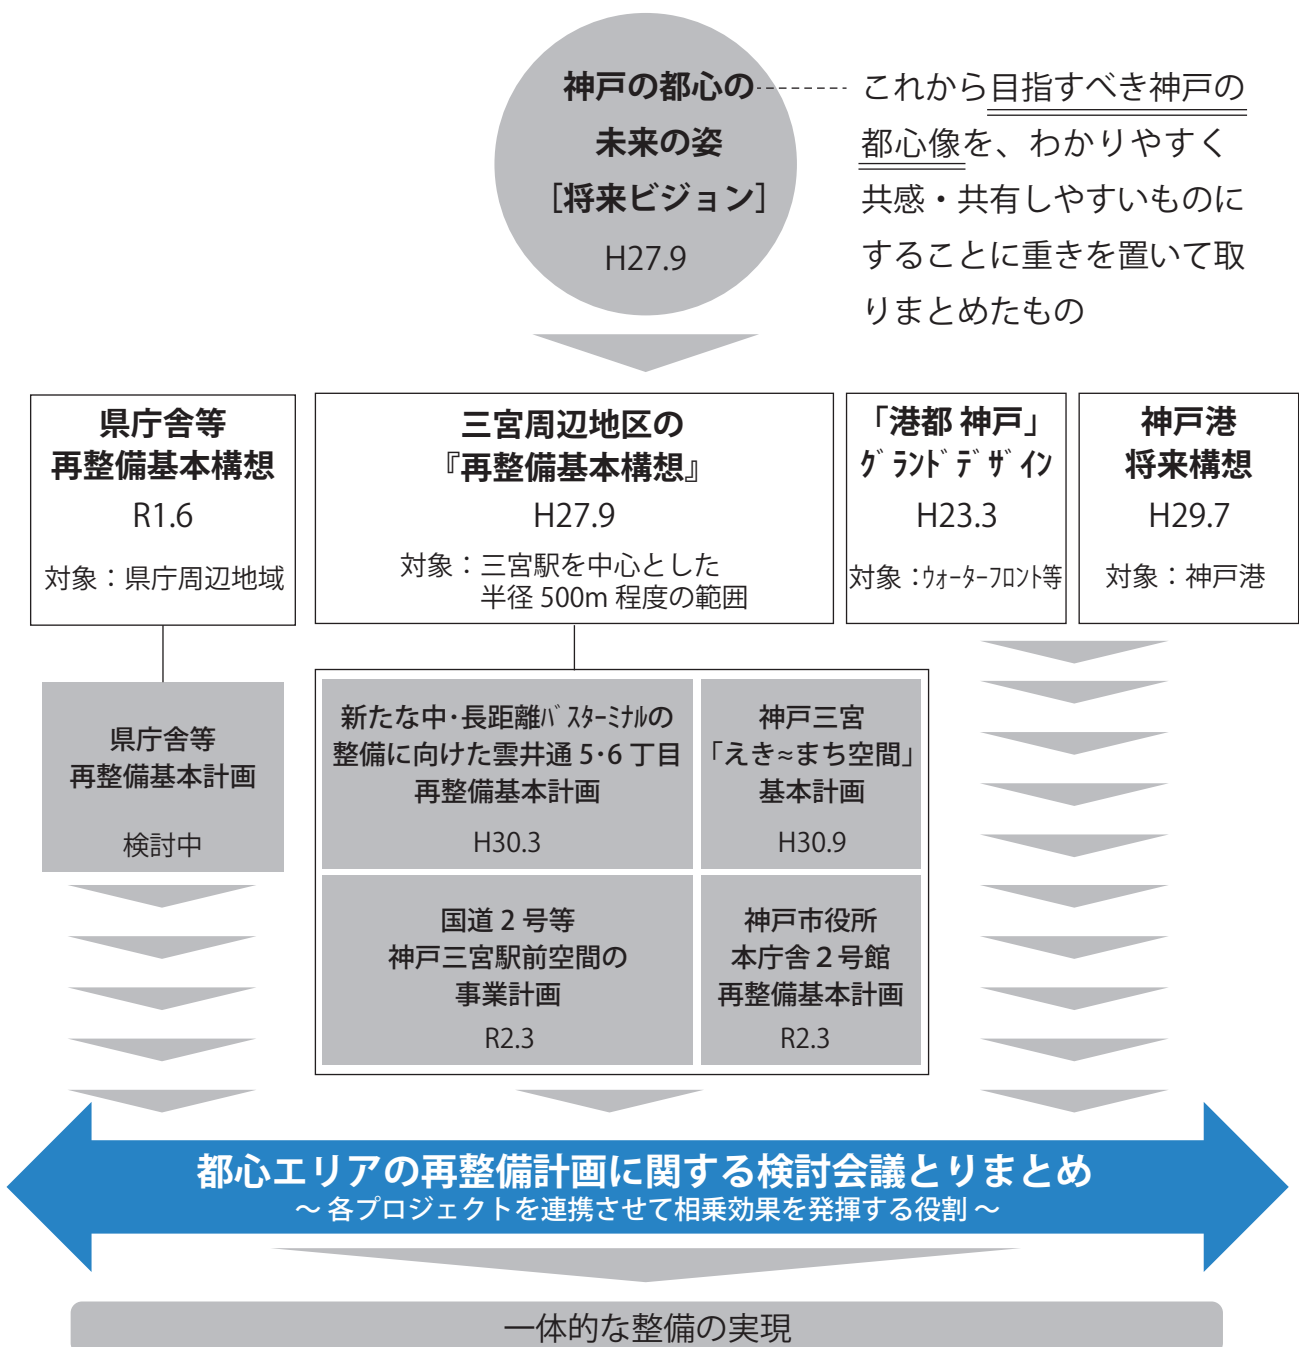 神戸の都心の
未来の姿
[将来ビジョン]
H27.9
これから目指すべき神戸の
都心像を、わかりやすく
共感・共有しやすいものに
することに重きを置いて取
りまとめたもの
県庁舎等
再整備基本構想
R1.6
対象：県庁周辺地域
三宮周辺地区の
『再整備基本構想』
H27.9
対象：三宮駅を中心とした
半径 500m 程度の範囲
「港都 神戸」
ｸﾞﾗﾝﾄﾞﾃﾞｻﾞｲﾝ
H23.3
対象：ｳｫｰﾀｰﾌﾛﾝﾄ等
神戸港
将来構想
H29.7
対象：神戸港
県庁舎等
再整備基本計画
検討中
新たな中･長距離ﾊﾞｽﾀｰﾐﾅﾙの
整備に向けた雲井通 5･6 丁目
再整備基本計画
H30.3
神戸三宮
「えき≈まち空間」
基本計画
H30.9
国道 2 号等
神戸三宮駅前空間の
事業計画
R2.3
神戸市役所
本庁舎２号館
再整備基本計画
R2.3
都心エリアの再整備計画に関する検討会議とりまとめ
～ 各プロジェクトを連携させて相乗効果を発揮する役割 ～
一体的な整備の実現